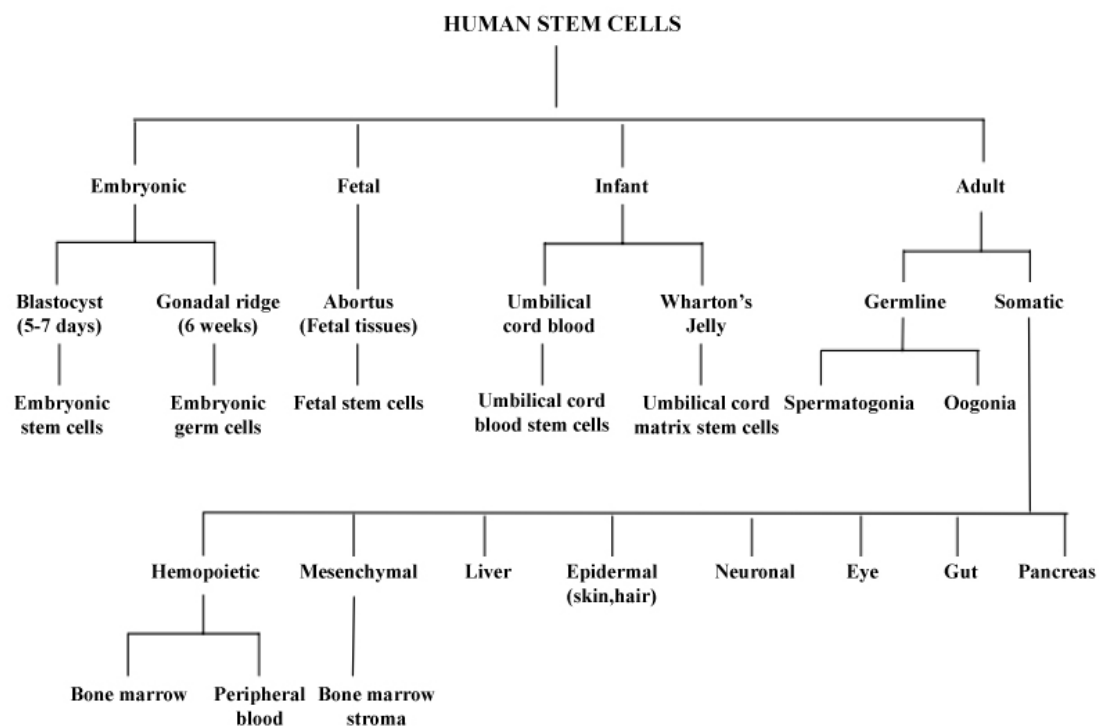 HUMAN STEM CELLS
Embryonic
Fetal
Infant
Adult
Blastocyst
(5-7 days)
Gonadal ridge
(6 weeks)
Abortus
(Fetal tissues)
Umbilical
cord blood
Wharton's
Jelly
Germline
Somatic
Embryonic
stem cells
Embryonic
germ cells
Fetal stem cells
Umbilical cord
blood stem cells
Umbilical cord
matrix stem cells
Spermatogonia
Oogonia
Hemopoietic
Mesenchymal
Liver
Epidermal
(skin,hair)
Neuronal
Eye
Gut
Pancreas
Bone marrow
Peripheral
blood
Bone marrow
stroma